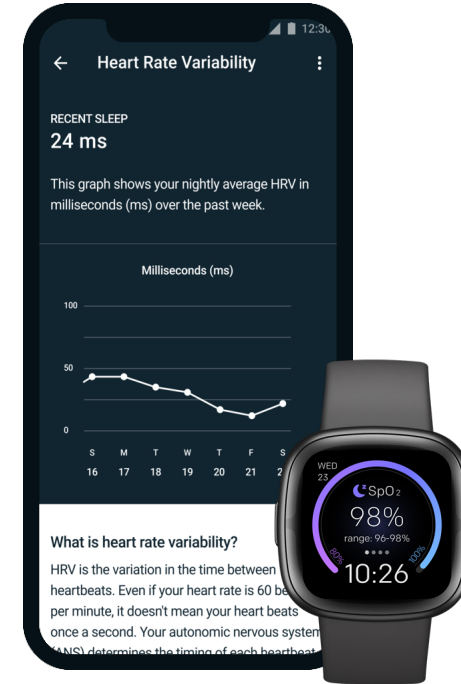 12:30
Heart Rate Variability
RECENT SLEEP
24 ms
This graph shows your nightly average HRV in
milliseconds (ms) over the past week.
Milliseconds (ms)
100
50
0
S M T W T F S
16 17 18 19 20 21
What is heart rate variability?
HRV is the variation in the time between
heartbeats. Even if your heart rate is 60
per minute, it doesn't mean your heart beats
once a second. Your autonomic nervous system
(ANS) determines the timing of each heartbeat
WED
23
SpO2
98%
range: 96-98%
80% 100%
10:26